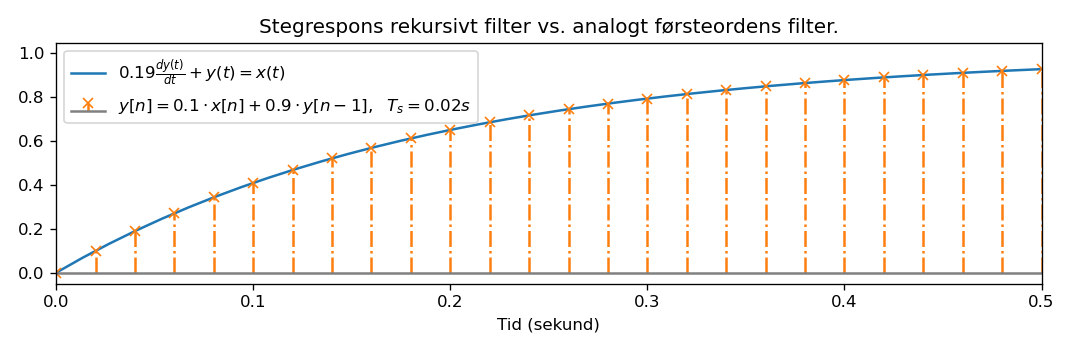 Stegrespons rekursivt filter vs. analogt førsteordens filter.
1.0
0.8
0.6
0.4
0.2
0.0
0.19 dy(t)/dt + y(t) = x(t)
y[n] = 0.1 · x[n] + 0.9 · y[n − 1],   Ts = 0.02s
0.0 0.1 0.2 0.3 0.4 0.5
Tid (sekund)